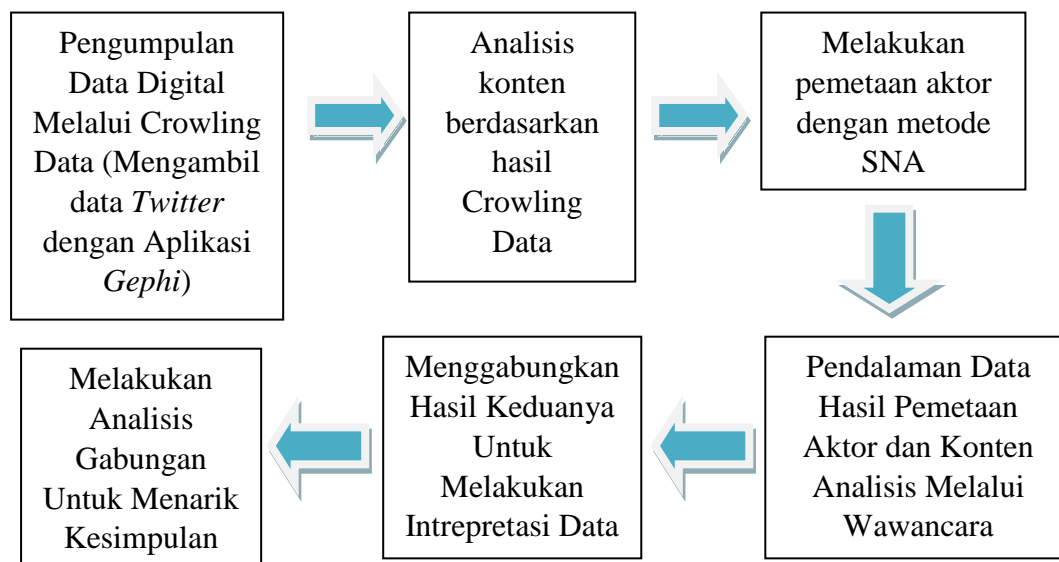 Pengumpulan
Data Digital
Melalui Crowling
Data (Mengambil
data Twitter
dengan Aplikasi
Gephi)
Analisis
konten
berdasarkan
hasil
Crowling
Data
Melakukan
pemetaan aktor
dengan metode
SNA
Pendalaman Data
Hasil Pemetaan
Aktor dan Konten
Analisis Melalui
Wawancara
Menggabungkan
Hasil Keduanya
Untuk
Melakukan
Intrepretasi Data
Melakukan
Analisis
Gabungan
Untuk Menarik
Kesimpulan